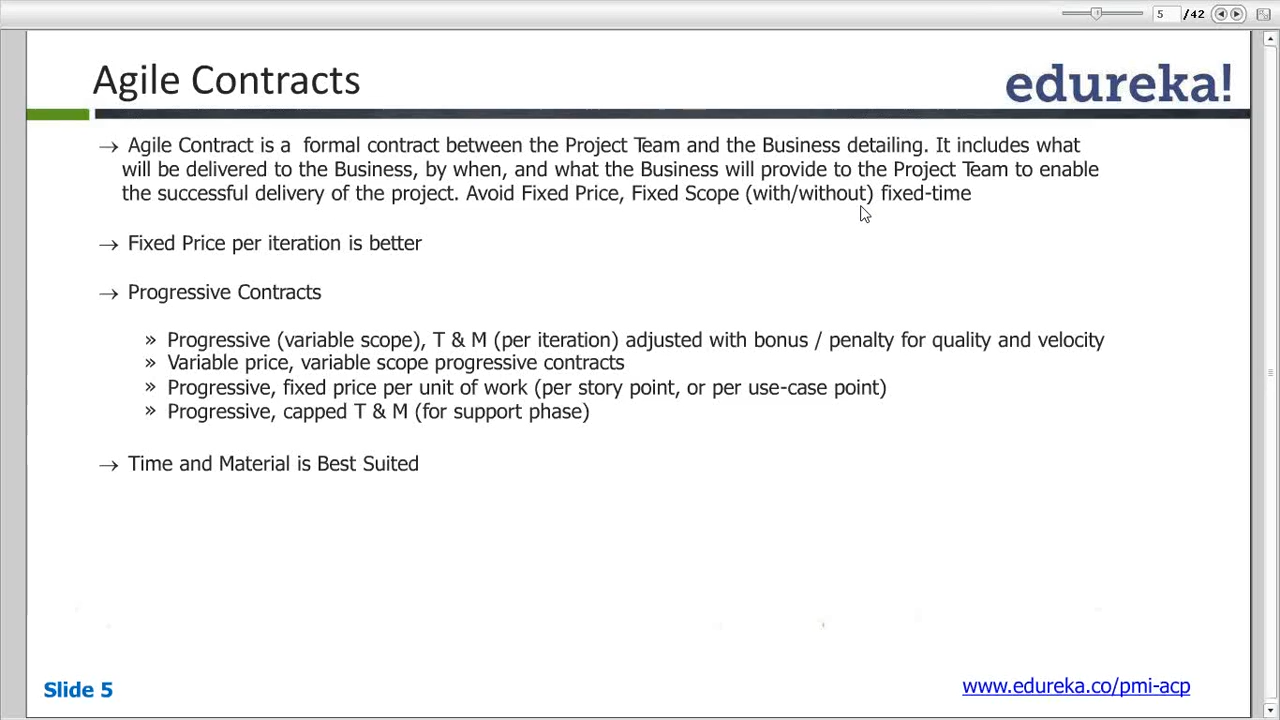 5 /42
Agile Contracts
edureka!
→ Agile Contract is a formal contract between the Project Team and the Business detailing. It includes what
will be delivered to the Business, by when, and what the Business will provide to the Project Team to enable
the successful delivery of the project. Avoid Fixed Price, Fixed Scope (with/without) fixed-time
→ Fixed Price per iteration is better
→ Progressive Contracts
» Progressive (variable scope), T & M (per iteration) adjusted with bonus / penalty for quality and velocity
» Variable price, variable scope progressive contracts
» Progressive, fixed price per unit of work (per story point, or per use-case point)
» Progressive, capped T & M (for support phase)
→ Time and Material is Best Suited
Slide 5
www.edureka.co/pmi-acp